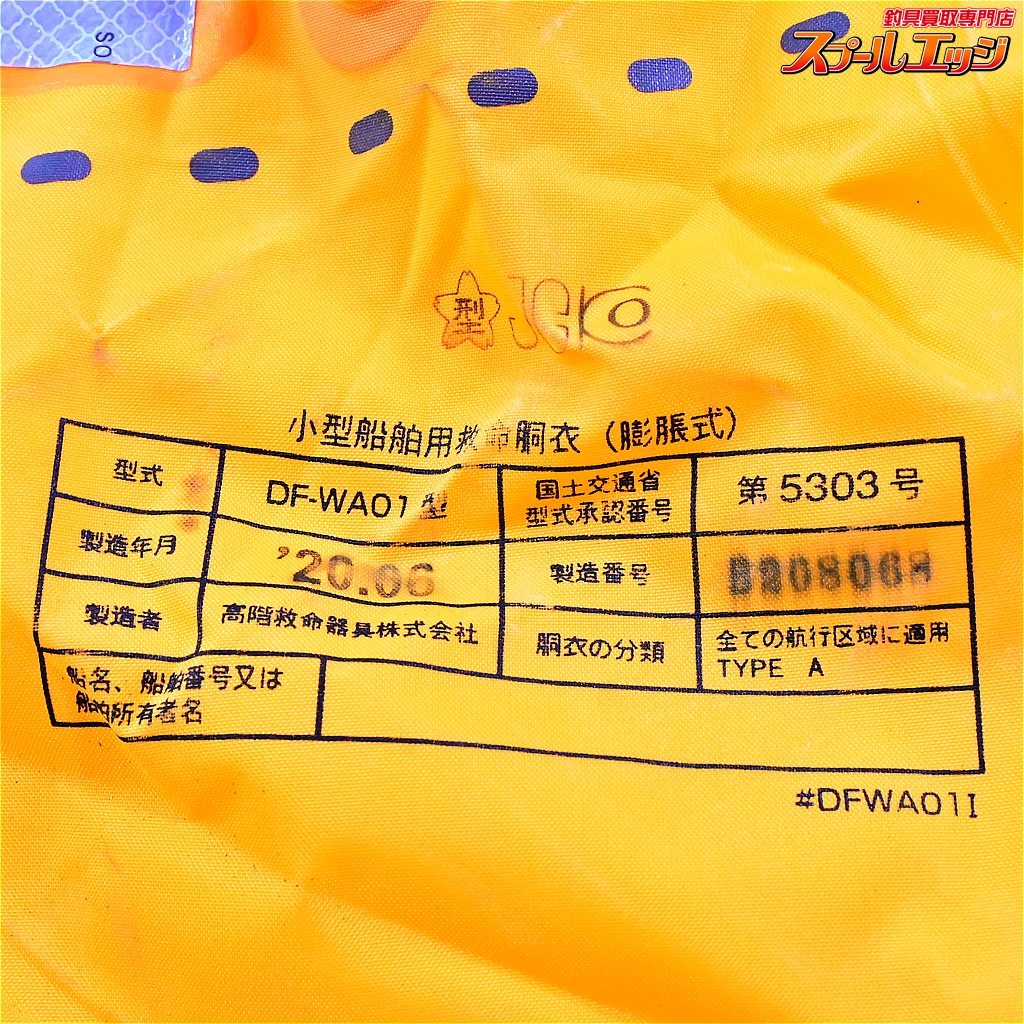 釣具買取専門店
スプールエッジ
SO
型
小型船舶用救命胴衣（膨脹式）
型式 DF-WA01型 国土交通省
型式承認番号 第5303号
製造年月 '20.06 製造番号
製造者 高階救命器具株式会社 胴衣の分類 全ての航行区域に適用
TYPE A
船名、船舶番号又は
船舶所有者名
#DFWA01I